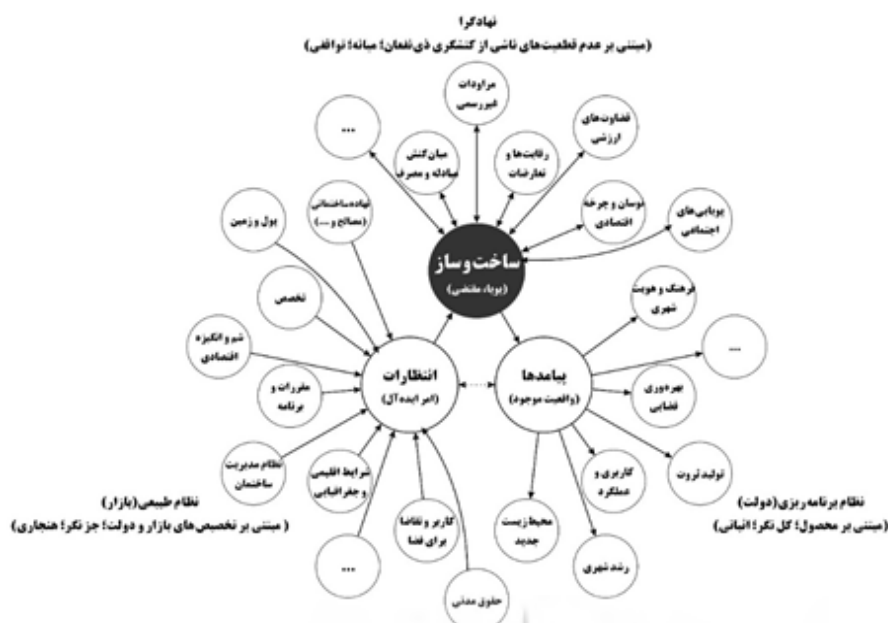 نهادگرا
(مبتنی بر عدم قطعیت‌های ناشی از کنشگری ذی‌نفعان؛ میانه؛ توافقی)
مراودات
غیررسمی
قضاوت‌های
ارزشی
...
میان‌کنش
مبادله و مصرف
رقابت‌ها و
تعارضات
نهاده ساختمانی
(مصالح و ....)
نوسان و چرخه
اقتصادی
پویایی‌های
اجتماعی
پول و زمین
ساخت‌وساز
(پویا، مقتضی)
تخصص
فرهنگ و هویت
شهری
شم و انگیزه
اقتصادی
انتظارات
(امر ایده‌آل)
پیامدها
(واقعیت موجود)
...
مقررات و
برنامه
بهره‌وری
فضایی
نظام مدیریت
ساختمان
شرایط اقلیمی
و جغرافیایی
کاربری و
عملکرد
تولید ثروت
نظام طبیعی(بازار)
( مبتنی بر تخصیص‌های بازار و دولت؛ جز نگر؛ هنجاری)
نظام برنامه‌ریزی(دولت)
(مبتنی بر محصول؛ کل نگر؛ اثباتی)
کاربر و تقاضا
برای فضا
محیط زیست
جدید
...
رشد شهری
حقوق مدنی